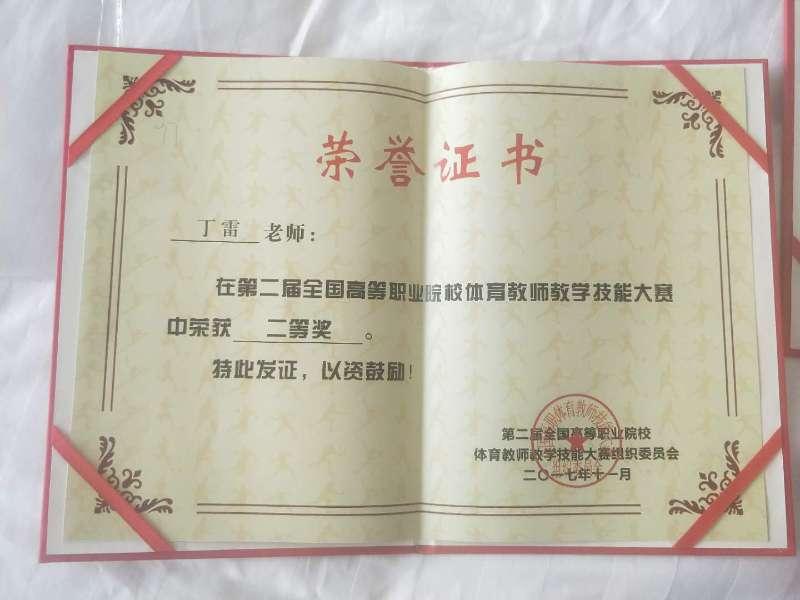 荣誉证书
丁雷 老师：
在第二届全国高等职业院校体育教师教学技能大赛
中荣获 二等奖 。
特此发证，以资鼓励！
第二届全国高等职业院校
体育教师教学技能大赛组织委员会
二〇一七年十一月